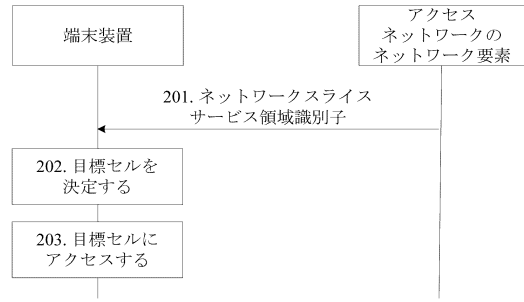 端末装置
アクセス
ネットワークの
ネットワーク要素
201. ネットワークスライス
サービス領域識別子
202. 目標セルを
決定する
203. 目標セルに
アクセスする